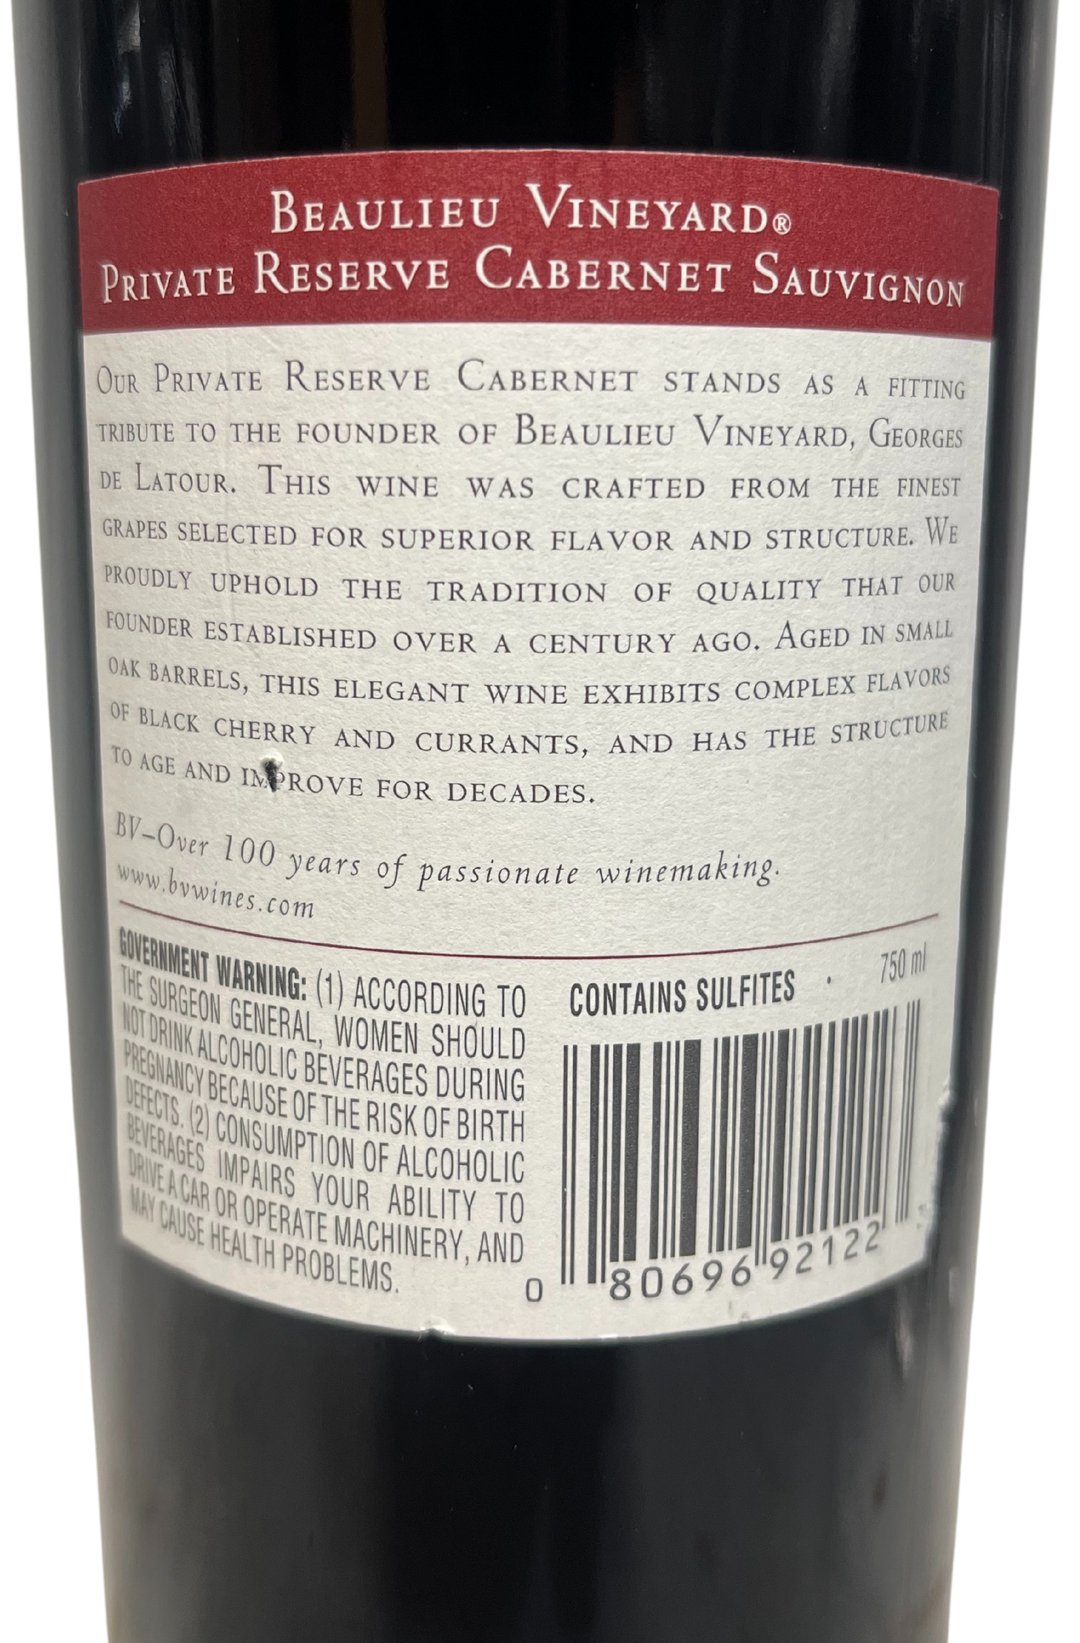 BEAULIEU VINEYARD®
PRIVATE RESERVE CABERNET SAUVIGNON
OUR PRIVATE RESERVE CABERNET STANDS AS A FITTING
TRIBUTE TO THE FOUNDER OF BEAULIEU VINEYARD, GEORGES
DE LATOUR. THIS WINE WAS CRAFTED FROM THE FINEST
GRAPES SELECTED FOR SUPERIOR FLAVOR AND STRUCTURE. WE
PROUDLY UPHOLD THE TRADITION OF QUALITY THAT OUR
FOUNDER ESTABLISHED OVER A CENTURY AGO. AGED IN SMALL
OAK BARRELS, THIS ELEGANT WINE EXHIBITS COMPLEX FLAVORS
OF BLACK CHERRY AND CURRANTS, AND HAS THE STRUCTURE
TO AGE AND IMPROVE FOR DECADES.
BV–Over 100 years of passionate winemaking.
www.bvwines.com
GOVERNMENT WARNING: (1) ACCORDING TO
THE SURGEON GENERAL, WOMEN SHOULD
NOT DRINK ALCOHOLIC BEVERAGES DURING
PREGNANCY BECAUSE OF THE RISK OF BIRTH
DEFECTS. (2) CONSUMPTION OF ALCOHOLIC
BEVERAGES IMPAIRS YOUR ABILITY TO
DRIVE A CAR OR OPERATE MACHINERY, AND
MAY CAUSE HEALTH PROBLEMS.
CONTAINS SULFITES · 750 ml
0 80696 92122